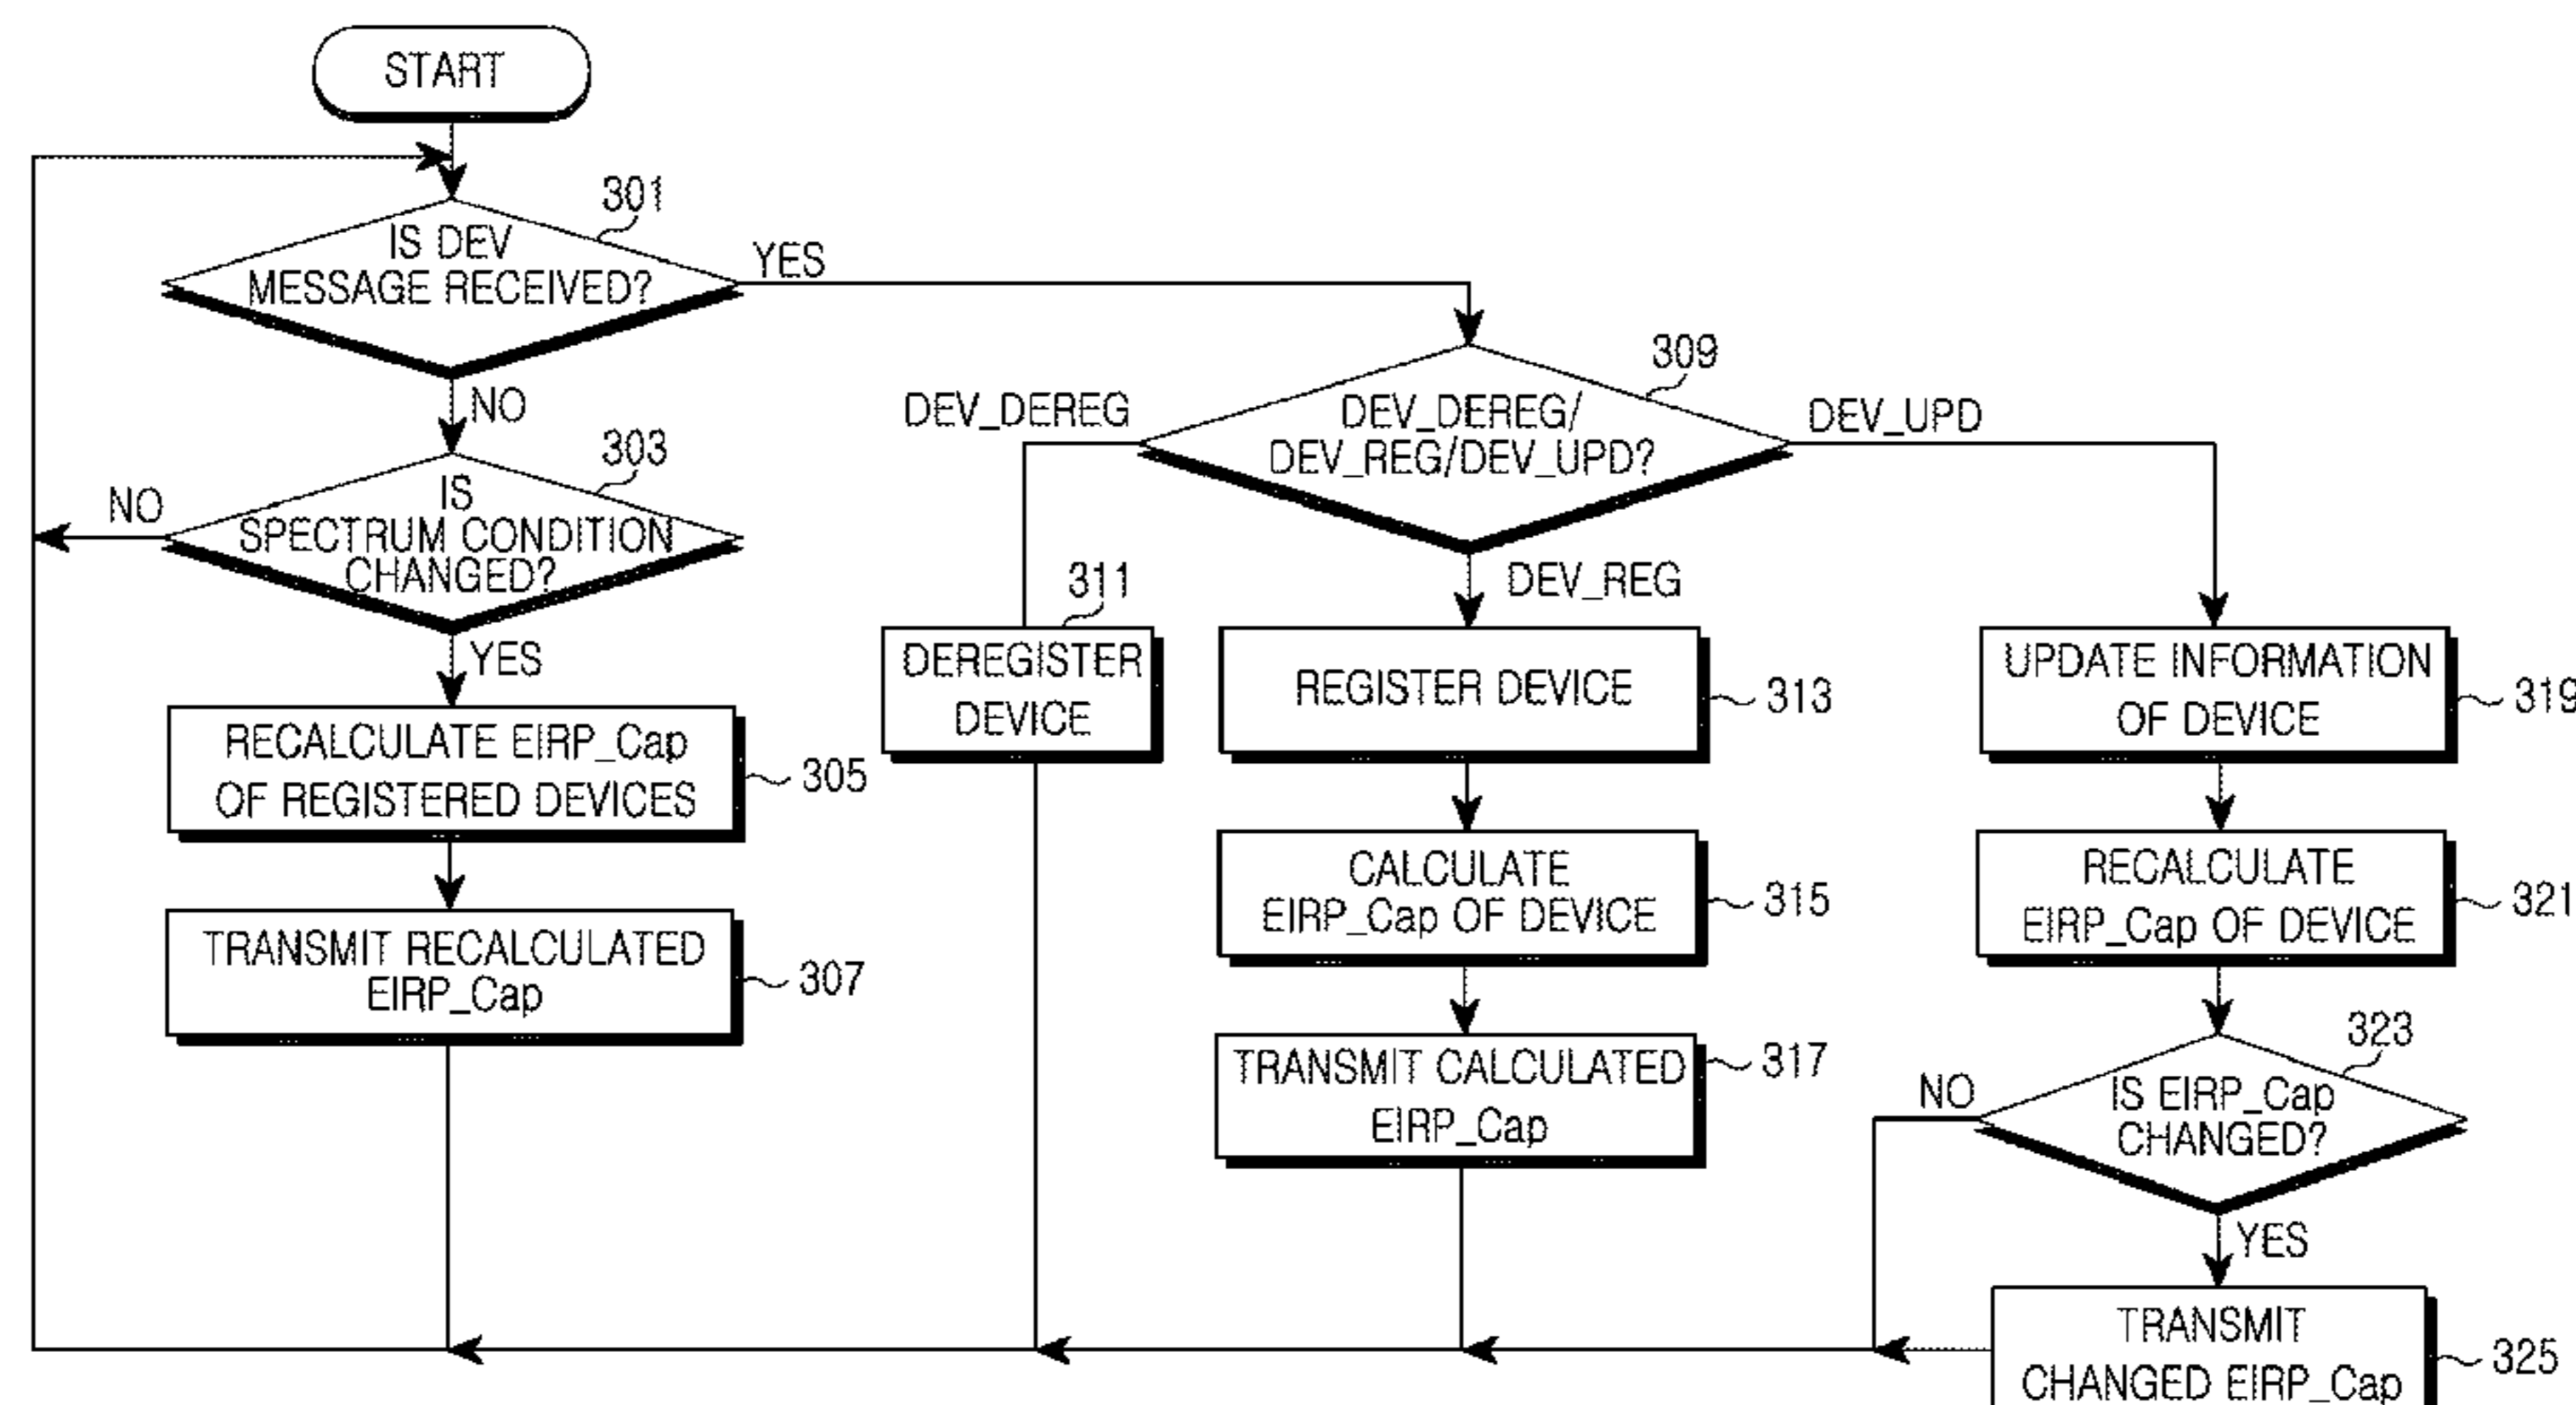 START
301
IS DEV
MESSAGE RECEIVED?
YES
NO
303
IS
SPECTRUM CONDITION
CHANGED?
NO
YES
RECALCULATE EIRP_Cap
OF REGISTERED DEVICES
305
TRANSMIT RECALCULATED
EIRP_Cap
307
309
DEV_DEREG/
DEV_REG/DEV_UPD?
DEV_DEREG
DEV_REG
DEV_UPD
311
DEREGISTER
DEVICE
REGISTER DEVICE
313
CALCULATE
EIRP_Cap OF DEVICE
315
TRANSMIT CALCULATED
EIRP_Cap
317
UPDATE INFORMATION
OF DEVICE
319
RECALCULATE
EIRP_Cap OF DEVICE
321
323
IS EIRP_Cap
CHANGED?
NO
YES
TRANSMIT
CHANGED EIRP_Cap
325